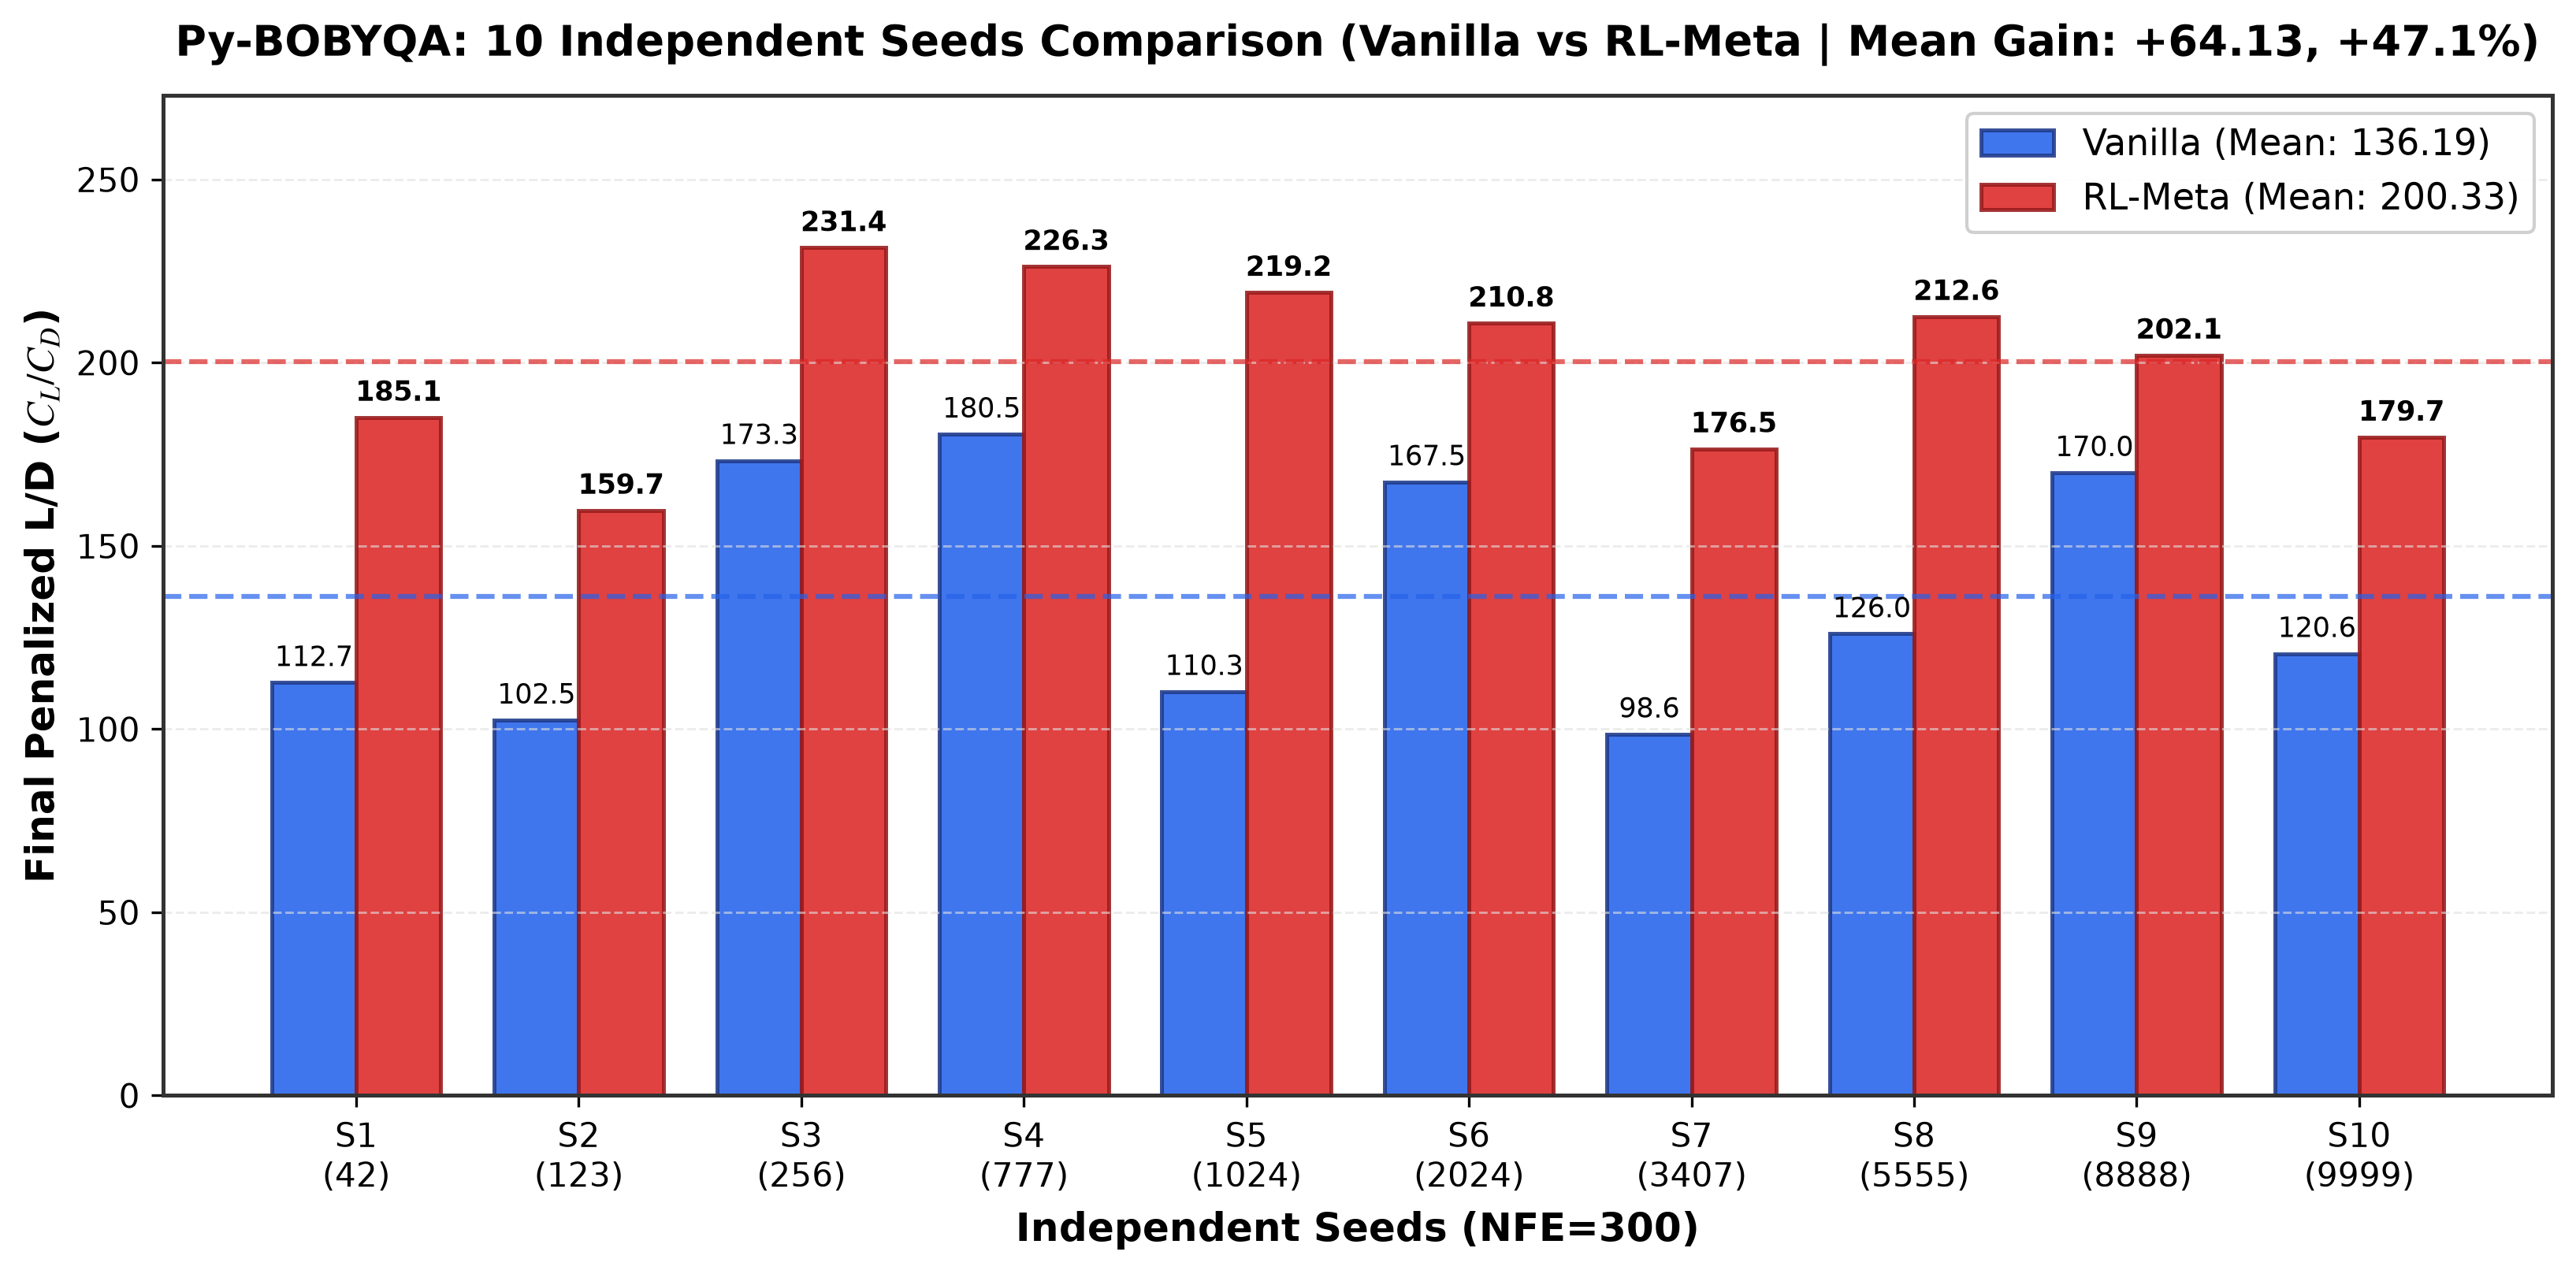 Py-BOBYQA: 10 Independent Seeds Comparison (Vanilla vs RL-Meta | Mean Gain: +64.13, +47.1%)
Vanilla (Mean: 136.19)
RL-Meta (Mean: 200.33)
Final Penalized L/D (C_L/C_D)
250
200
150
100
50
0
112.7
185.1
102.5
159.7
173.3
231.4
180.5
226.3
110.3
219.2
167.5
210.8
98.6
176.5
126.0
212.6
170.0
202.1
120.6
179.7
S1
(42)
S2
(123)
S3
(256)
S4
(777)
S5
(1024)
S6
(2024)
S7
(3407)
S8
(5555)
S9
(8888)
S10
(9999)
Independent Seeds (NFE=300)